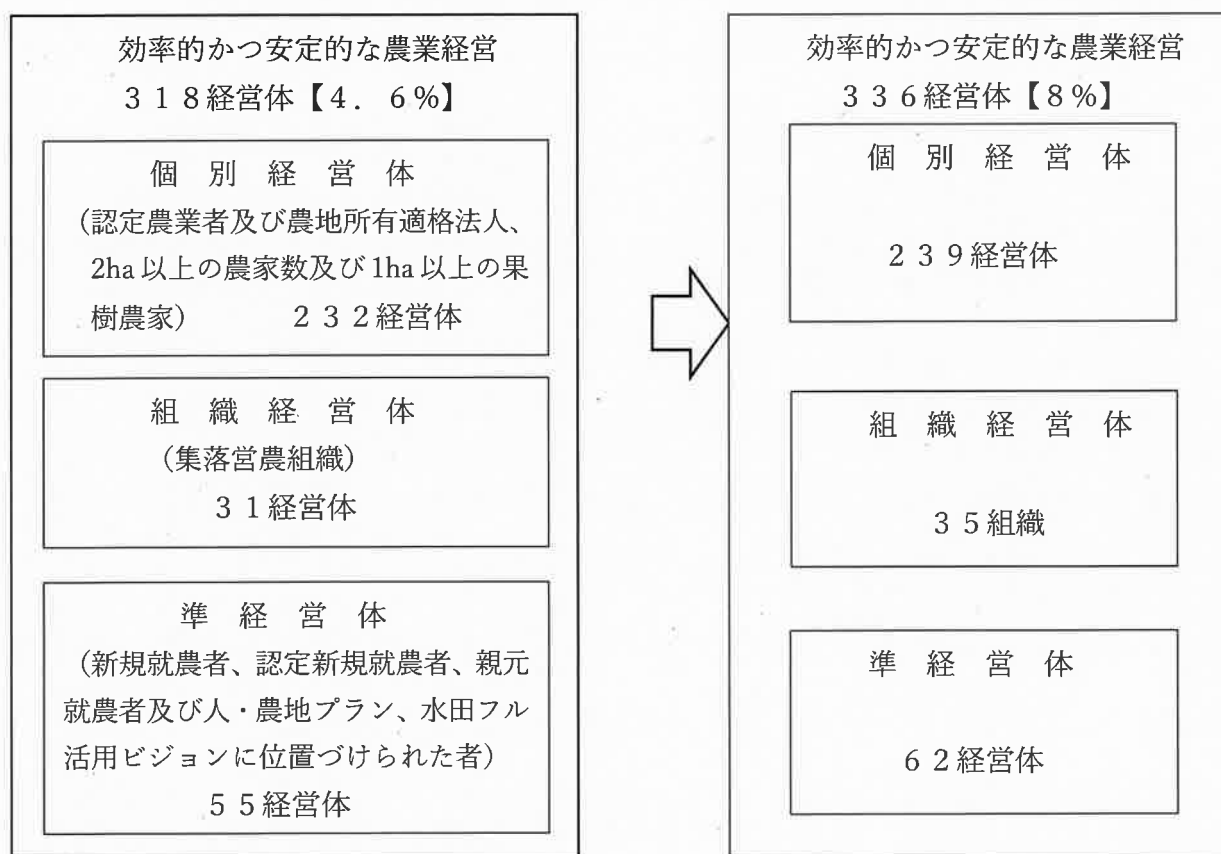 効率的かつ安定的な農業経営
３１８経営体【４．６％】
個 別 経 営 体
（認定農業者及び農地所有適格法人、
2ha以上の農家数及び1ha以上の果
樹農家）　２３２経営体
組 織 経 営 体
（集落営農組織）
３１経営体
準 経 営 体
（新規就農者、認定新規就農者、親元
就農者及び人・農地プラン、水田フル
活用ビジョンに位置づけられた者）
５５経営体
効率的かつ安定的な農業経営
３３６経営体【８％】
個 別 経 営 体
２３９経営体
組 織 経 営 体
３５組織
準 経 営 体
６２経営体